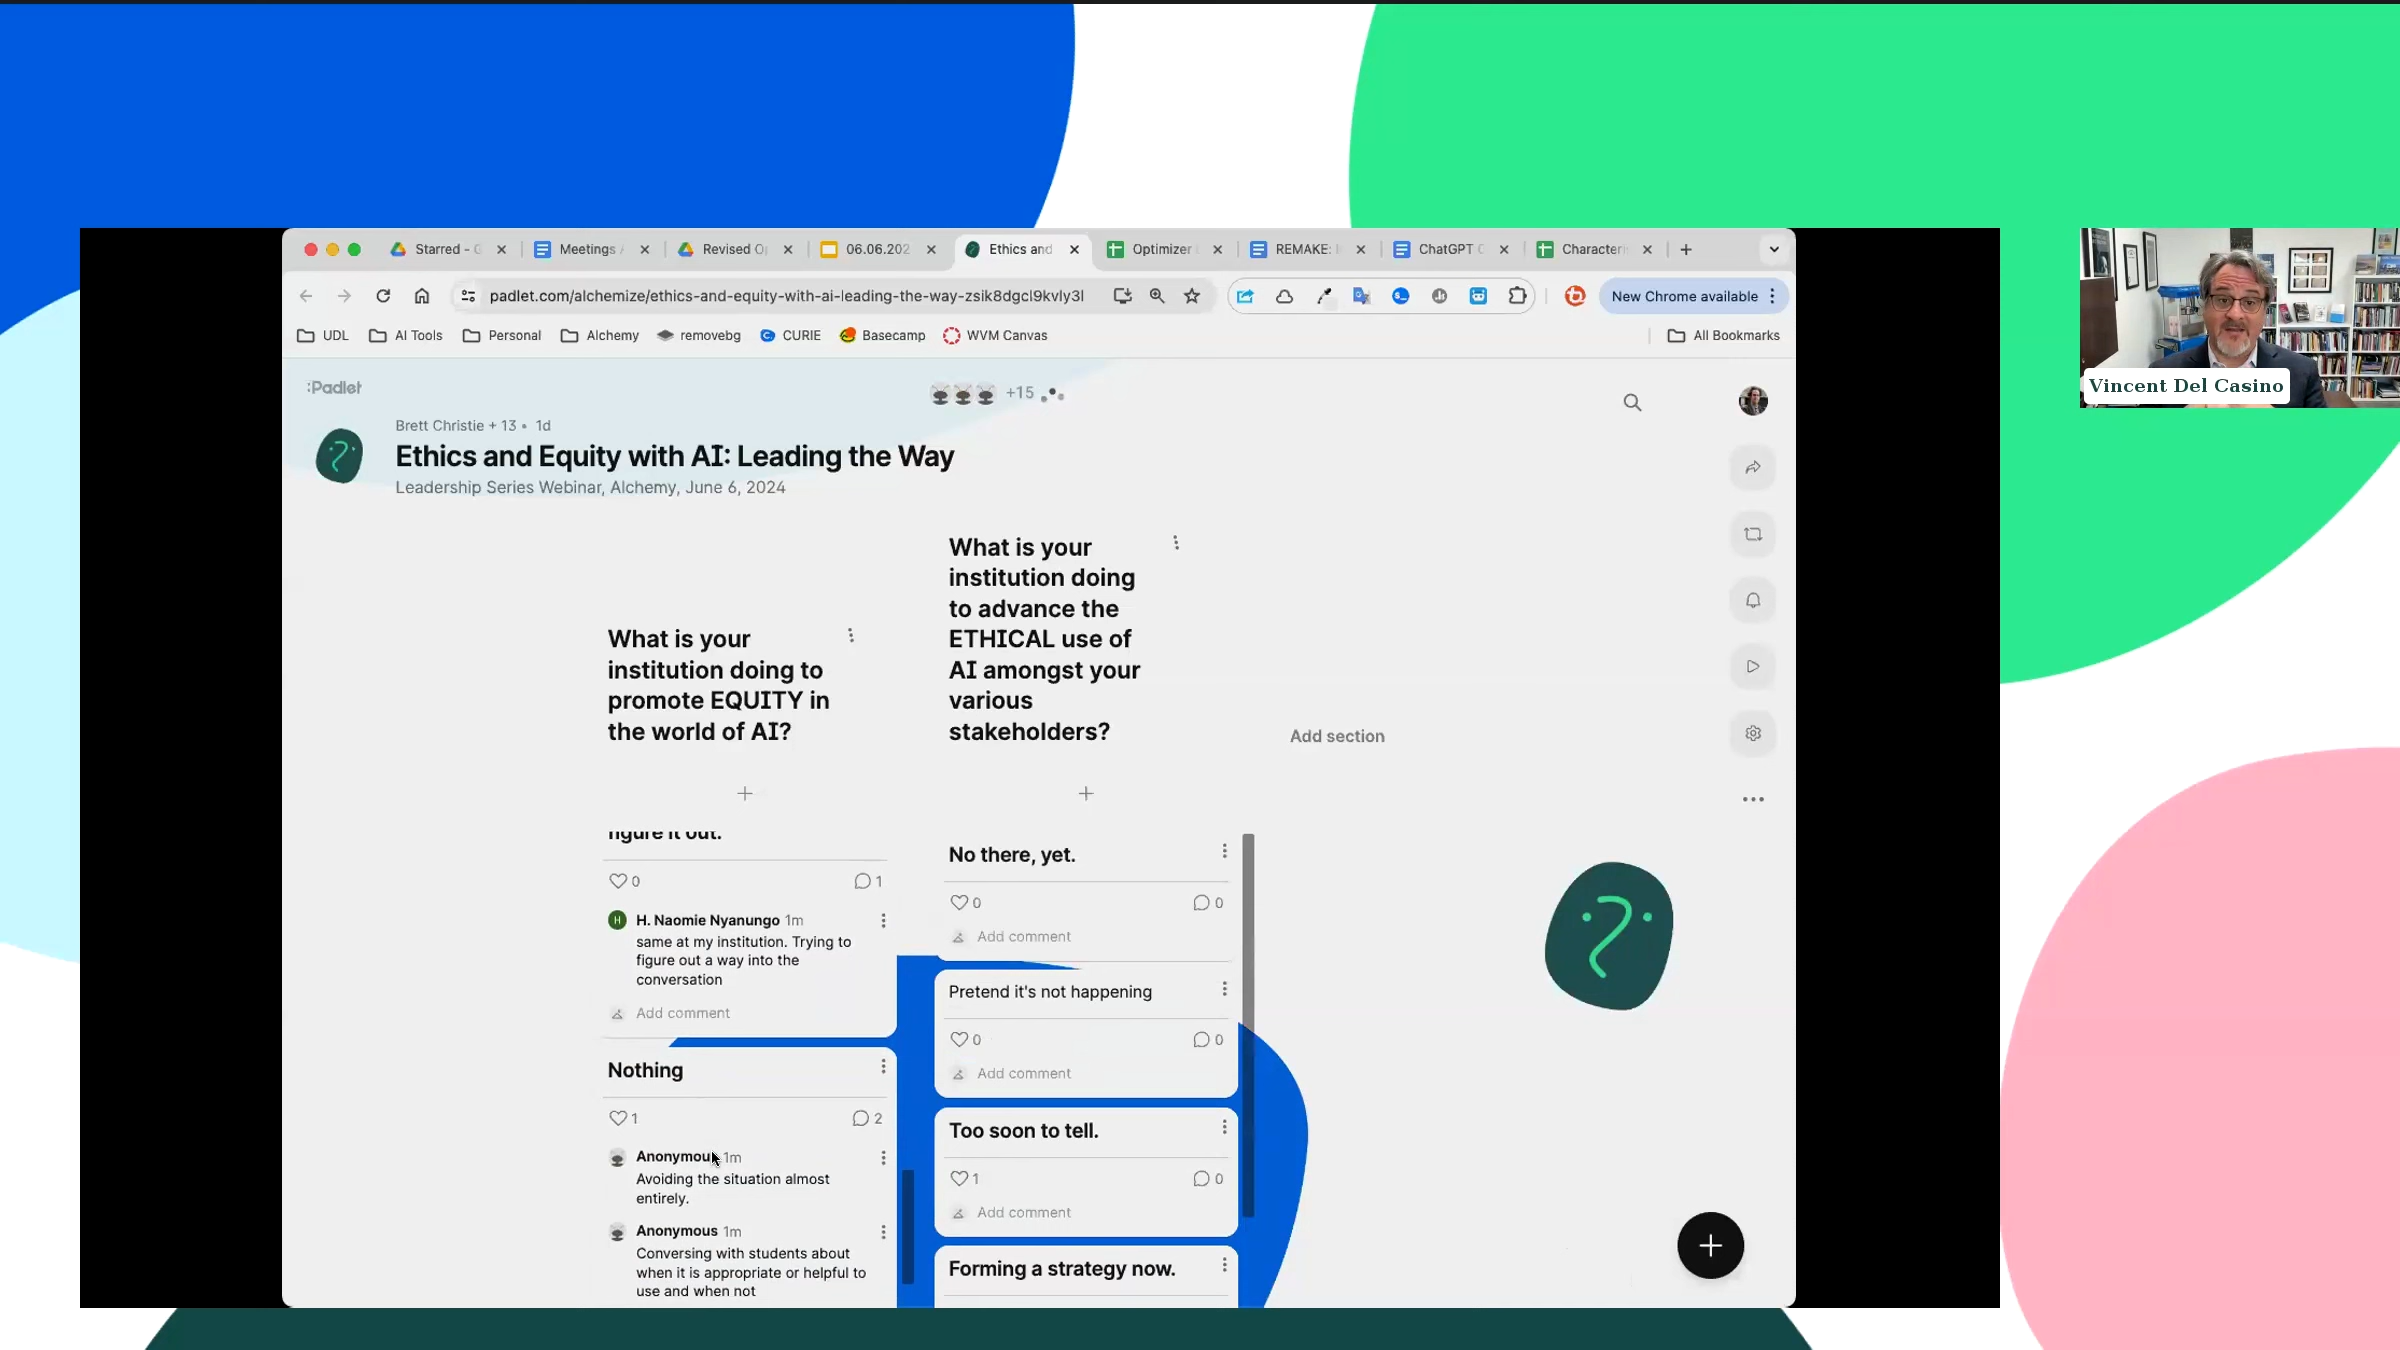 Starred - G
Meetings
Revised O
06.06.202
Ethics and
Optimizer
REMAKE:
ChatGPT
Character
padlet.com/alchemize/ethics-and-equity-with-ai-leading-the-way-zsik8dgcl9kvly3l
New Chrome available
UDL
AI Tools
Personal
Alchemy
removebg
CURIE
Basecamp
WVM Canvas
All Bookmarks
:Padlet
+15
Brett Christie + 13 • 1d
Ethics and Equity with AI: Leading the Way
Leadership Series Webinar, Alchemy, June 6, 2024
Vincent Del Casino
What is your
institution doing to
promote EQUITY in
the world of AI?
figure it out.
0
1
H
H. Naomie Nyanungo 1m
same at my institution. Trying to
figure out a way into the
conversation
Add comment
Nothing
1
2
Anonymous 1m
Avoiding the situation almost
entirely.
Anonymous 1m
Conversing with students about
when it is appropriate or helpful to
use and when not
What is your
institution doing
to advance the
ETHICAL use of
AI amongst your
various
stakeholders?
No there, yet.
0
0
Add comment
Pretend it's not happening
0
0
Add comment
Too soon to tell.
1
0
Add comment
Forming a strategy now.
Add section